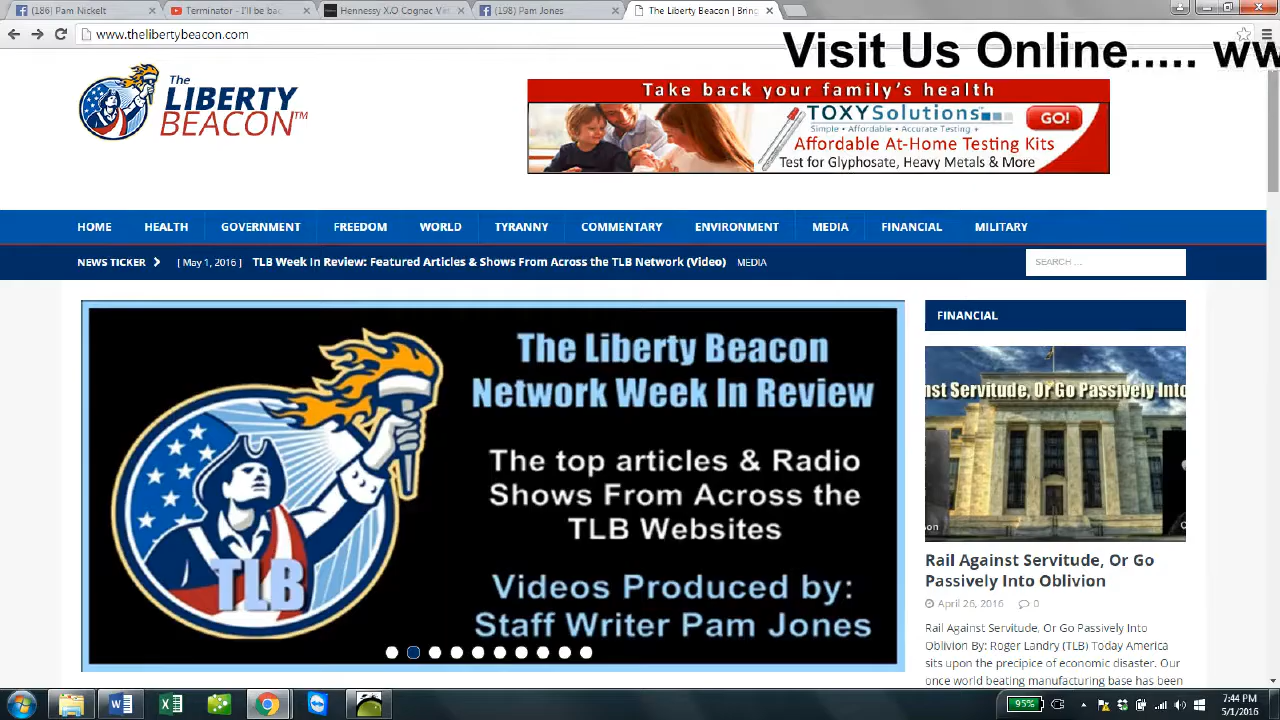 (186) Pam Nickelt
Terminator - I'll be bac
Hennessy X.O Cognac Vi
(198) Pam Jones
The Liberty Beacon | Brin
www.thelibertybeacon.com
Visit Us Online..... ww
The
LIBERTY
BEACON™
Take back your family's health
TOXYSolutions
Simple • Affordable • Accurate Testing
GO!
Affordable At-Home Testing Kits
Test for Glyphosate, Heavy Metals & More
HOME HEALTH GOVERNMENT FREEDOM WORLD TYRANNY COMMENTARY ENVIRONMENT MEDIA FINANCIAL MILITARY
NEWS TICKER [ May 1, 2016 ] TLB Week In Review: Featured Articles & Shows From Across the TLB Network (Video) MEDIA
SEARCH ...
The Liberty Beacon
Network Week In Review
The top articles & Radio
Shows From Across the
TLB Websites
Videos Produced by:
Staff Writer Pam Jones
TLB
FINANCIAL
nst Servitude, Or Go Passively Into
son
Rail Against Servitude, Or Go
Passively Into Oblivion
April 26, 2016 0
Rail Against Servitude, Or Go Passively Into
Oblivion By: Roger Landry (TLB) Today America
sits upon the precipice of economic disaster. Our
once world beating manufacturing base has been
95%
7:44 PM
5/1/2016